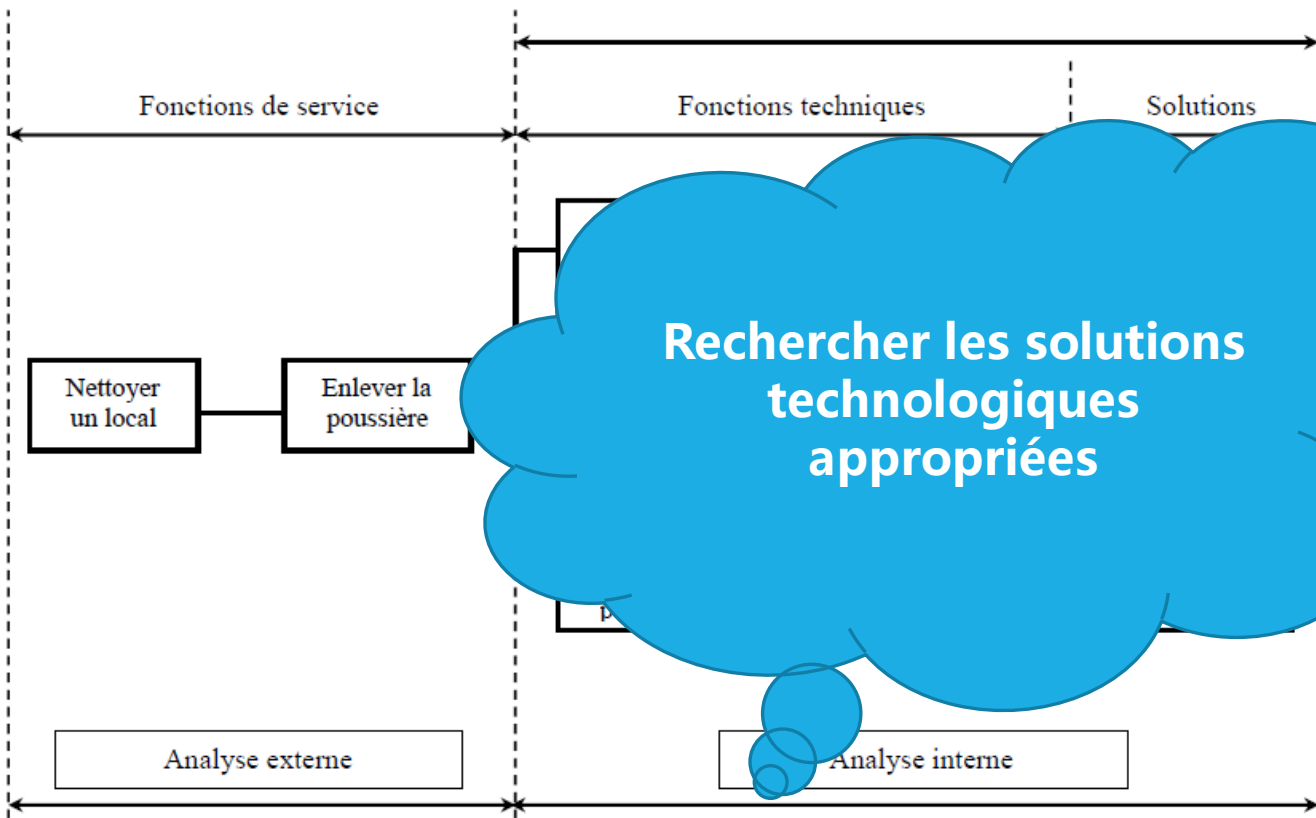 Fonctions de service
Fonctions techniques
Solutions
Rechercher les solutions
technologiques
appropriées
Nettoyer
un local
Enlever la
poussière
Analyse externe
Analyse interne